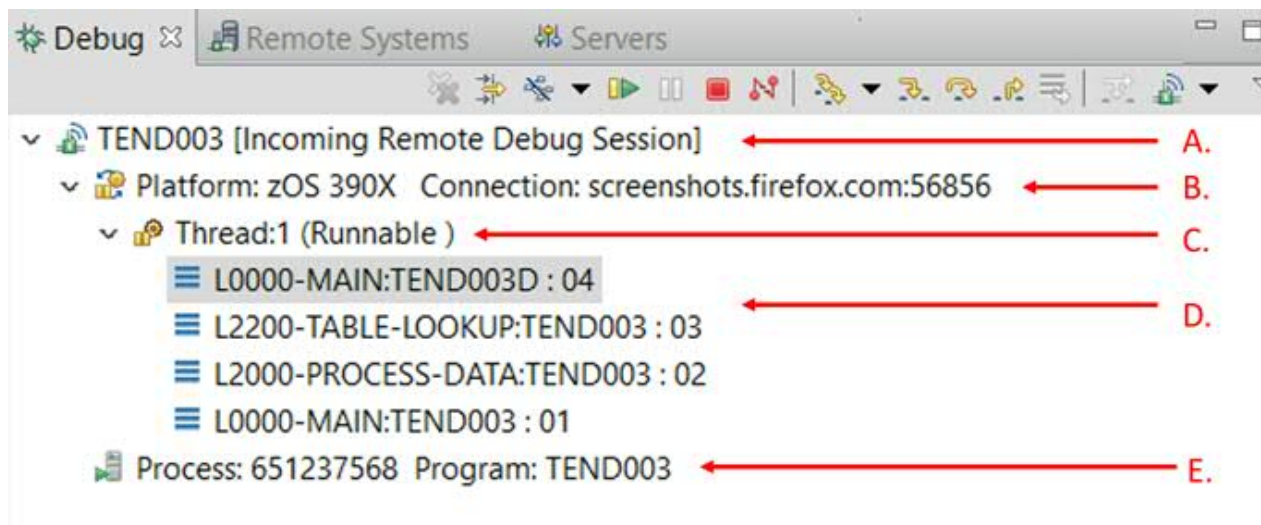 Debug Remote Systems Servers
TEND003 [Incoming Remote Debug Session] A.
Platform: zOS 390X Connection: screenshots.firefox.com:56856 B.
Thread:1 (Runnable ) C.
L0000-MAIN:TEND003D : 04
D.
L2200-TABLE-LOOKUP:TEND003 : 03
L2000-PROCESS-DATA:TEND003 : 02
L0000-MAIN:TEND003 : 01
Process: 651237568 Program: TEND003 E.